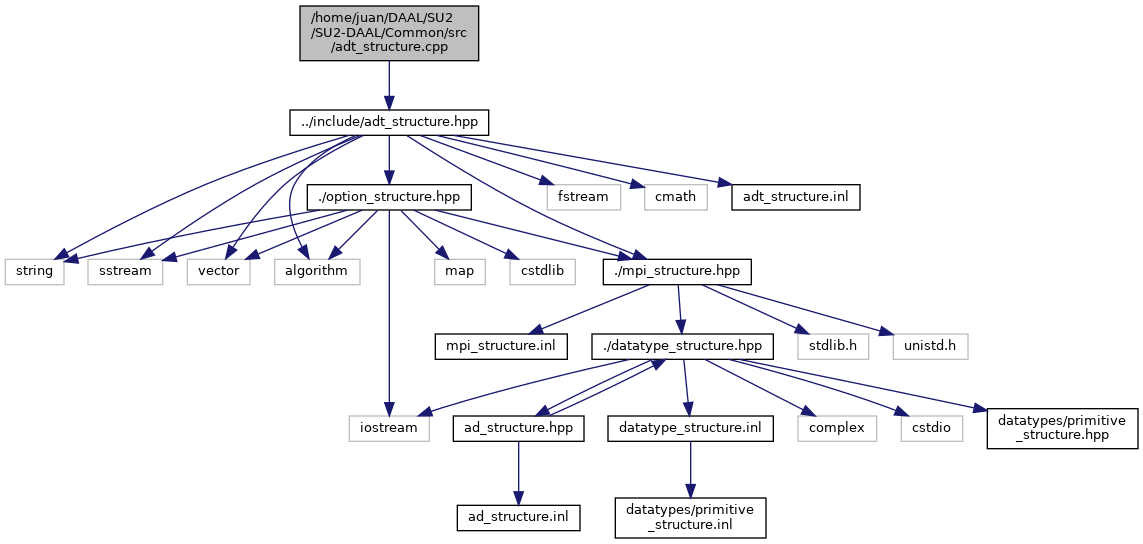 /home/juan/DAAL/SU2
/SU2-DAAL/Common/src
/adt_structure.cpp
../include/adt_structure.hpp
./option_structure.hpp
fstream
cmath
adt_structure.inl
string
sstream
vector
algorithm
map
cstdlib
./mpi_structure.hpp
mpi_structure.inl
./datatype_structure.hpp
stdlib.h
unistd.h
iostream
ad_structure.hpp
datatype_structure.inl
complex
cstdio
datatypes/primitive
_structure.hpp
ad_structure.inl
datatypes/primitive
_structure.inl